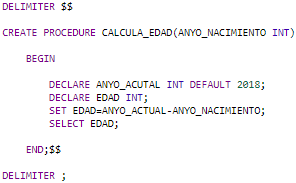 DELIMITER $$
CREATE PROCEDURE CALCULA_EDAD(ANYO_NACIMIENTO INT)
BEGIN
DECLARE ANYO_ACUTAL INT DEFAULT 2018;
DECLARE EDAD INT;
SET EDAD=ANYO_ACTUAL-ANYO_NACIMIENTO;
SELECT EDAD;
END;$$
DELIMITER ;